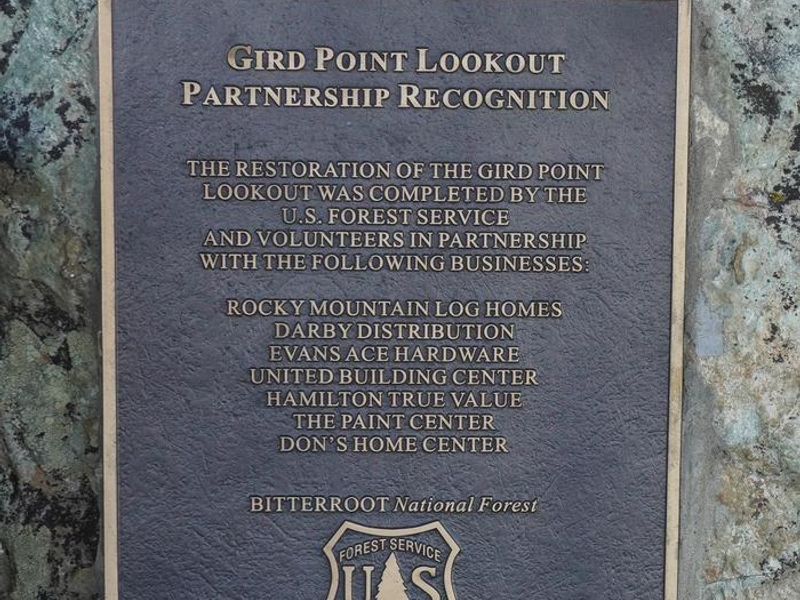 GIRD POINT LOOKOUT
PARTNERSHIP RECOGNITION
THE RESTORATION OF THE GIRD POINT
LOOKOUT WAS COMPLETED BY THE
U.S. FOREST SERVICE
AND VOLUNTEERS IN PARTNERSHIP
WITH THE FOLLOWING BUSINESSES:
ROCKY MOUNTAIN LOG HOMES
DARBY DISTRIBUTION
EVANS ACE HARDWARE
UNITED BUILDING CENTER
HAMILTON TRUE VALUE
THE PAINT CENTER
DON'S HOME CENTER
BITTERROOT National Forest
FOREST SERVICE
U S